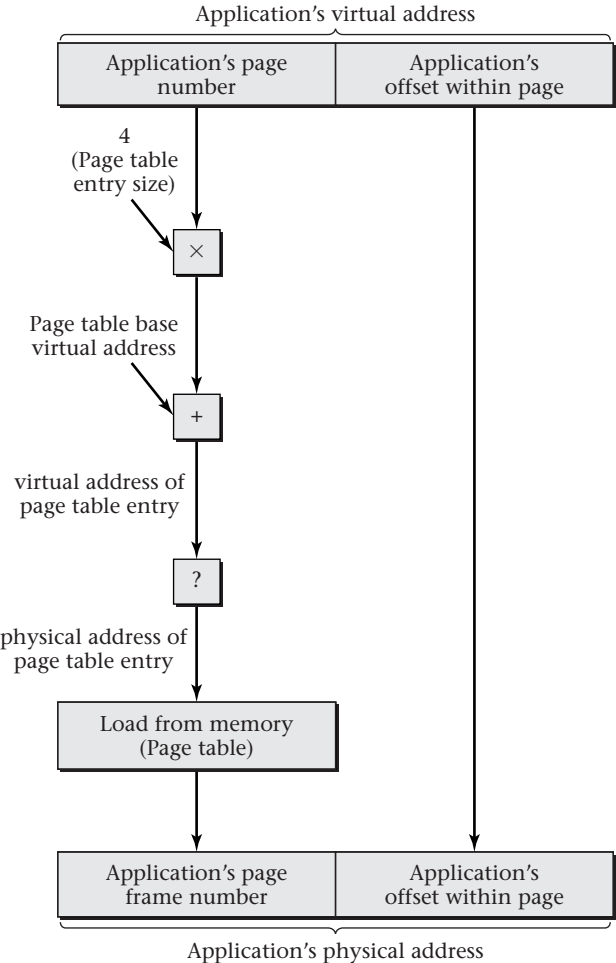 Application's virtual address
Application's page
number
Application's
offset within page
4
(Page table
entry size)
×
Page table base
virtual address
+
virtual address of
page table entry
?
physical address of
page table entry
Load from memory
(Page table)
Application's page
frame number
Application's
offset within page
Application's physical address